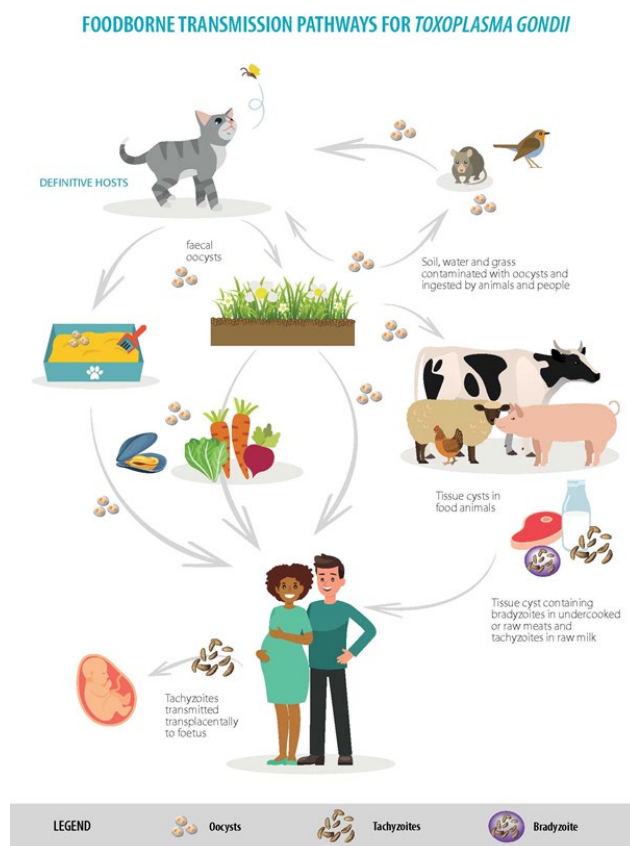 FOODBORNE TRANSMISSION PATHWAYS FOR TOXOPLASMA GONDII
DEFINITIVE HOSTS
faecal
oocysts
Soil, water and grass
contaminated with oocysts and
ingested by animals and people
Tissue cysts in
food animals
Tissue cyst containing
bradyzoites in undercooked
or raw meats and
tachyzoites in raw milk
Tachyzoites
transmitted
transplacentally
to foetus
LEGEND
Oocysts
Tachyzoites
Bradyzoite